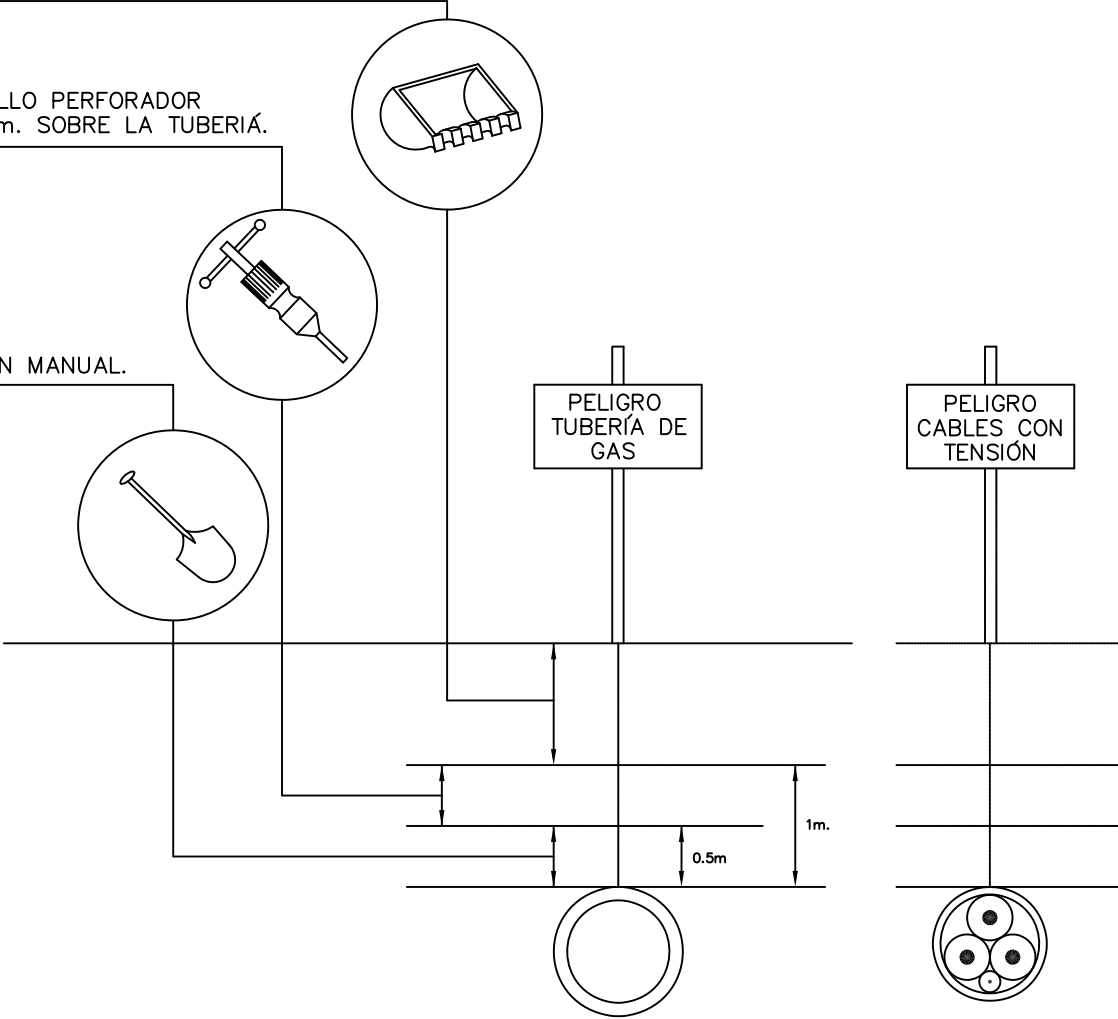 LLO PERFORADOR
m. SOBRE LA TUBERIÁ.
N MANUAL.
PELIGRO
TUBERÍA DE
GAS
PELIGRO
CABLES CON
TENSIÓN
1m.
0.5m